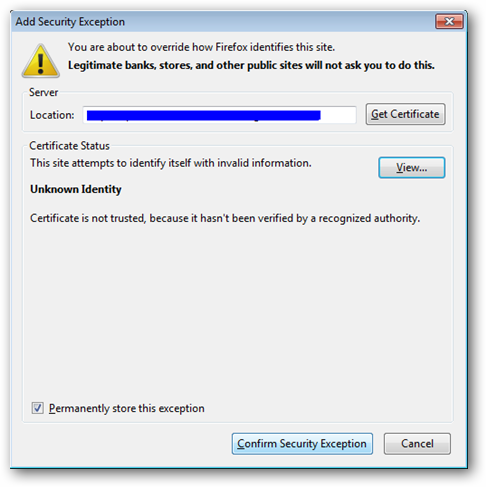 Add Security Exception
You are about to override how Firefox identifies this site.
Legitimate banks, stores, and other public sites will not ask you to do this.
Server
Location:
Get Certificate
Certificate Status
This site attempts to identify itself with invalid information.
View...
Unknown Identity
Certificate is not trusted, because it hasn't been verified by a recognized authority.
Permanently store this exception
Confirm Security Exception
Cancel